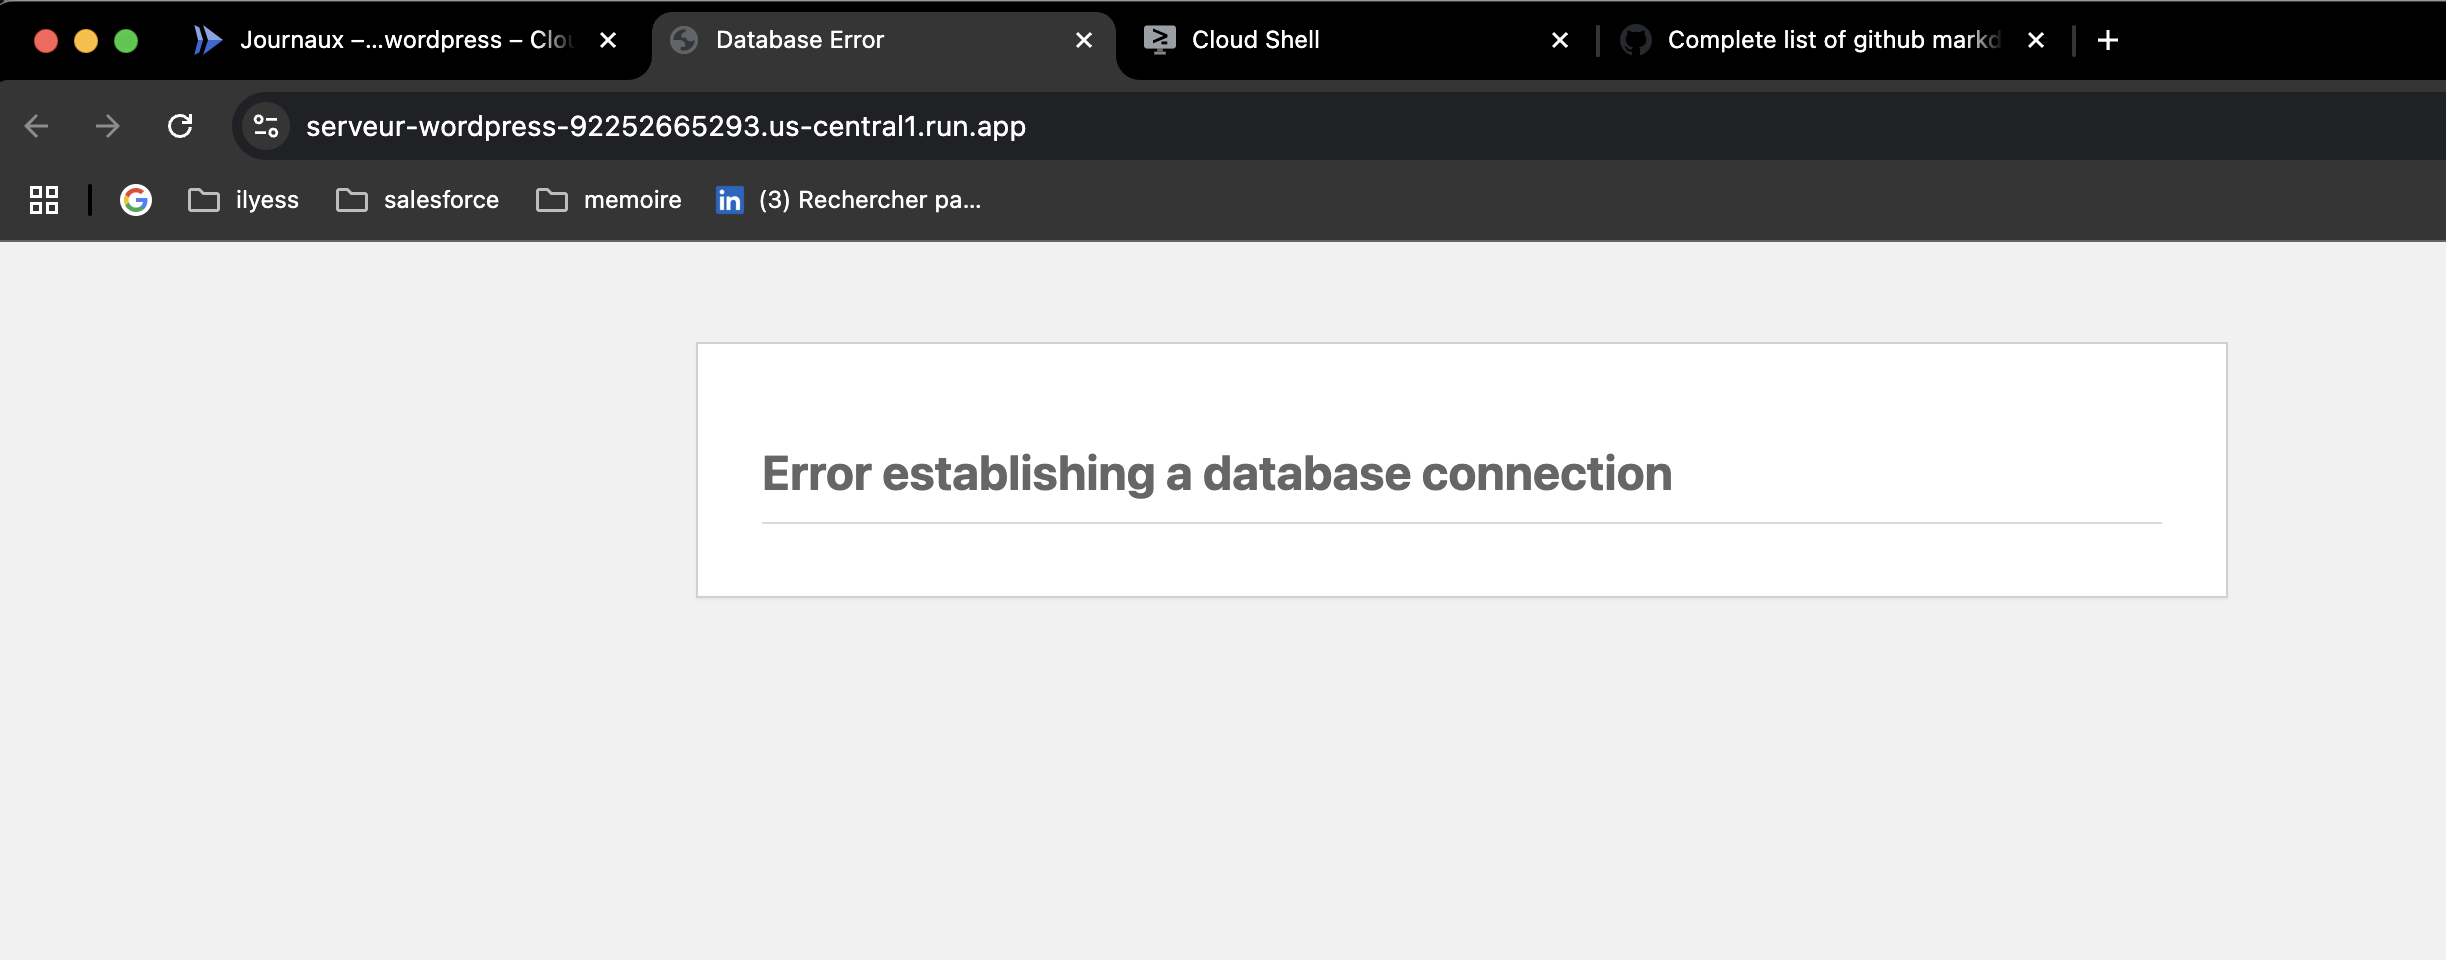 Journaux –...wordpress – Clou
Database Error
Cloud Shell
Complete list of github markd
serveur-wordpress-92252665293.us-central1.run.app
ilyess
salesforce
memoire
in
(3) Rechercher pa...
Error establishing a database connection